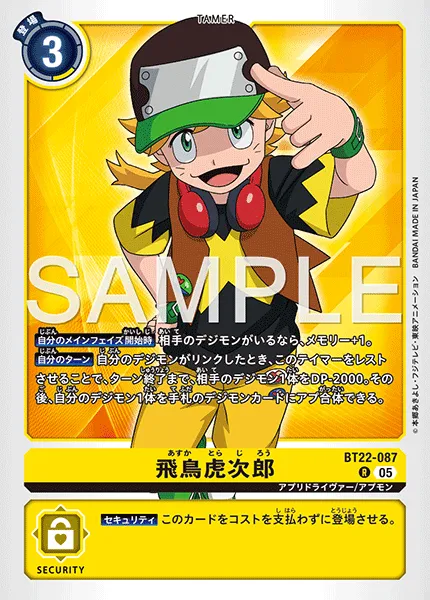 TAMER
登場
3
SAMPLE
自分のメインフェイズ開始時 相手のデジモンがいるなら、メモリー+1。
自分のターン 自分のデジモンがリンクしたとき、このテイマーをレスト
させることで、ターン終了まで、相手のデジモン1体をDP-2000。その
後、自分のデジモン1体を手札のデジモンカードにアプ合体できる。
©本郷あきよし・フジテレビ・東映アニメーション BANDAI MADE IN JAPAN
あすか とら じ ろう
飛鳥虎次郎
BT22-087
R 05
アプリドライヴァー/アプモン
セキュリティ このカードをコストを支払わずに登場させる。
SECURITY